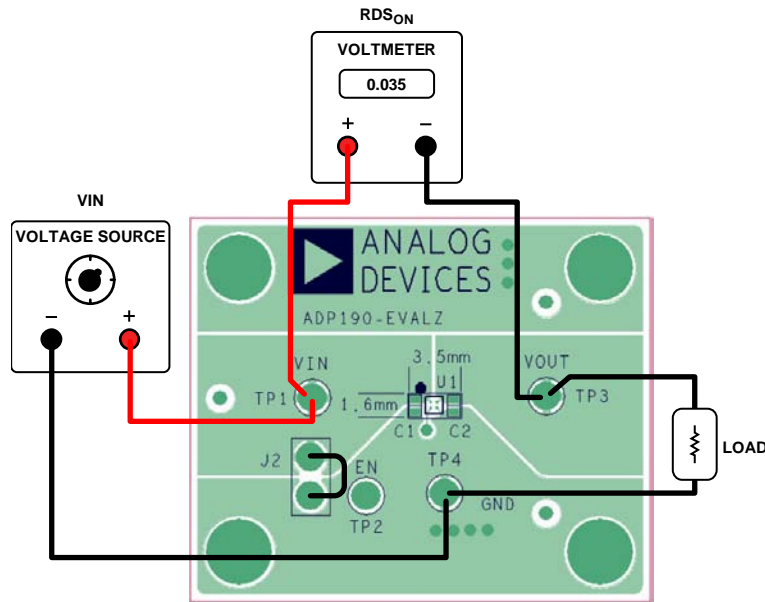 RDSON
VOLTMETER
0.035
+ −
VIN
VOLTAGE SOURCE
− +
ANALOG
DEVICES
ADP190-EVALZ
VIN
3.5mm
VOUT
U1
TP1
1.6mm
TP3
C1 C2
LOAD
J2
EN
TP4
GND
TP2